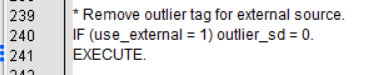 239 * Remove outlier tag for external source.
240 IF (use_external = 1) outlier_sd = 0.
241 EXECUTE.